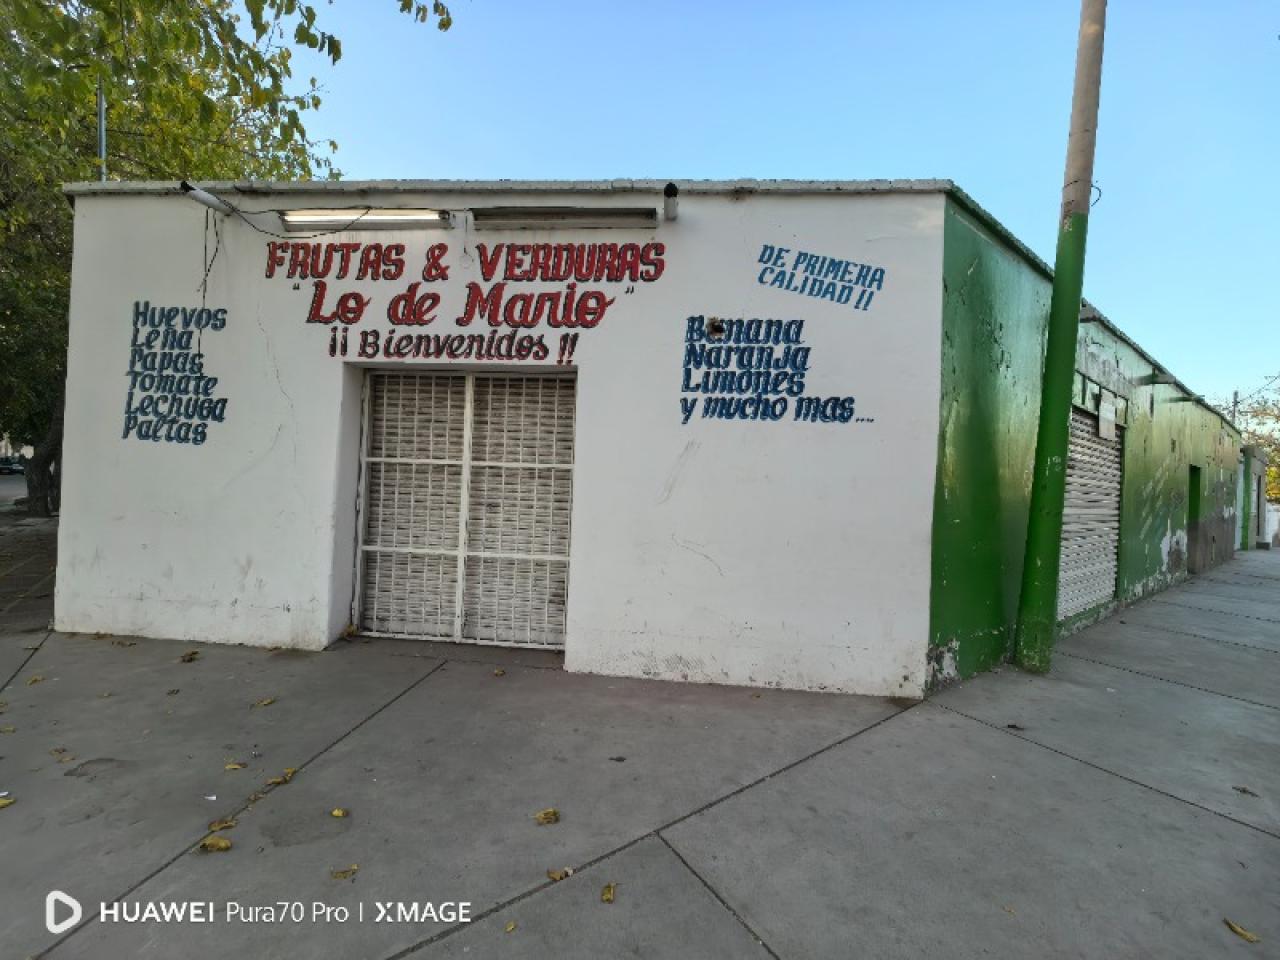 FRUTAS & VERDURAS
"Lo de Mario"
¡¡Bienvenidos!!
Huevos
Leña
Papas
Tomate
Lechuga
Paltas
DE PRIMERA
CALIDAD!!
Banana
Naranja
Limones
y mucho mas....
HUAWEI Pura70 Pro | XMAGE